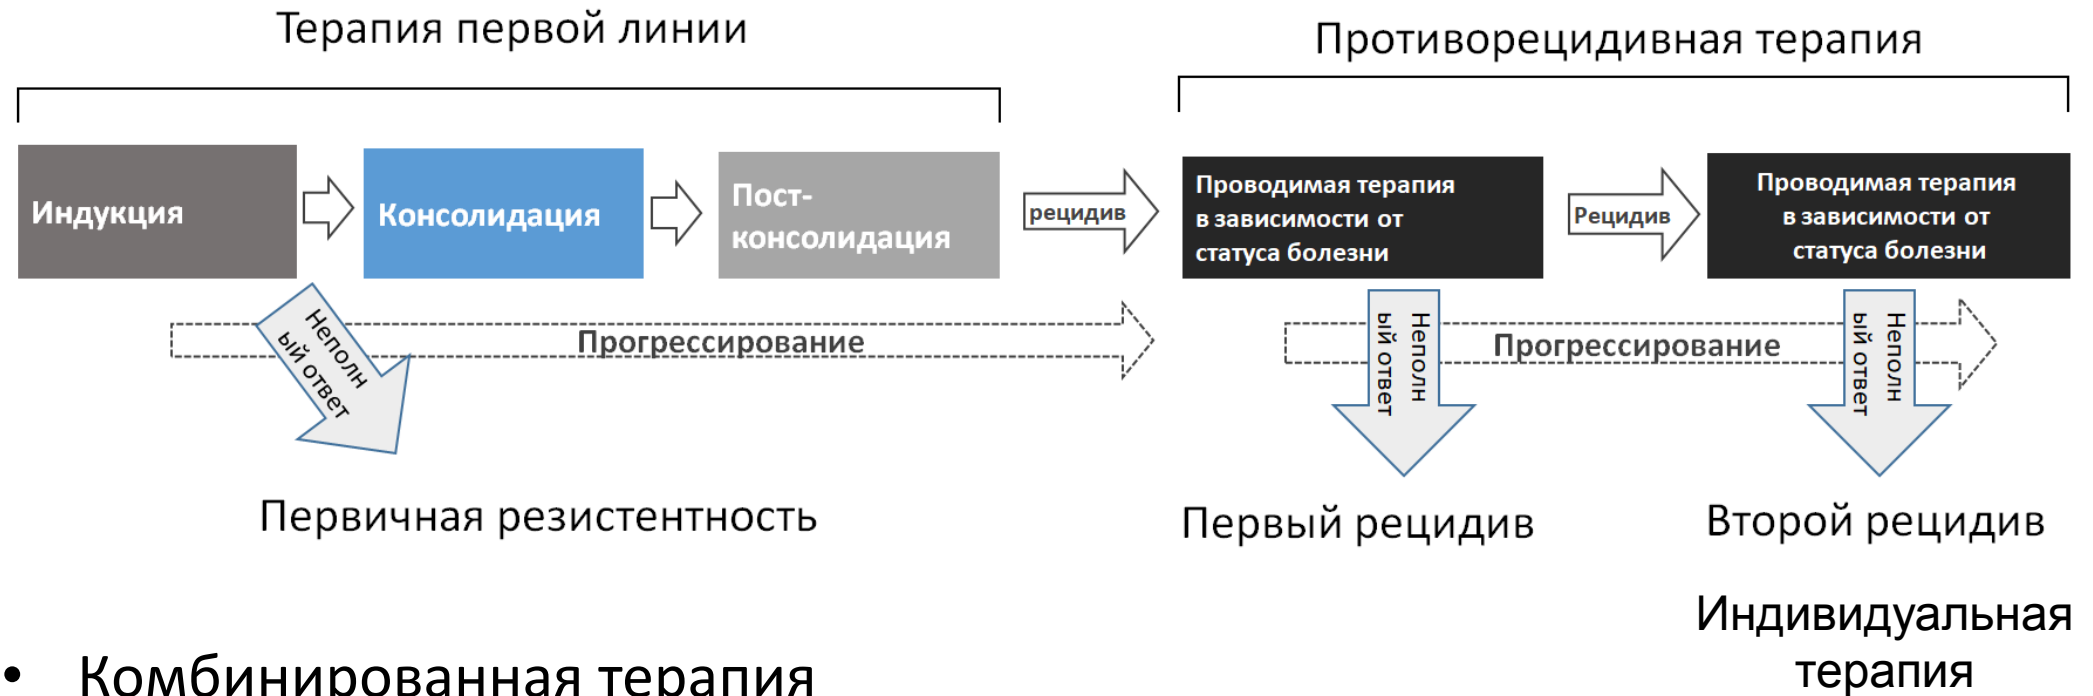 Терапия первой линии
Противорецидивная терапия
Индукция
Консолидация
Пост-
консолидация
рецидив
Проводимая терапия
в зависимости от
статуса болезни
Рецидив
Проводимая терапия
в зависимости от
статуса болезни
Неполн
ый ответ
Прогрессирование
Неполн
ый ответ
Прогрессирование
Неполн
ый ответ
Первичная резистентность
Первый рецидив
Второй рецидив
Индивидуальная
терапия
• Комбинированная терапия